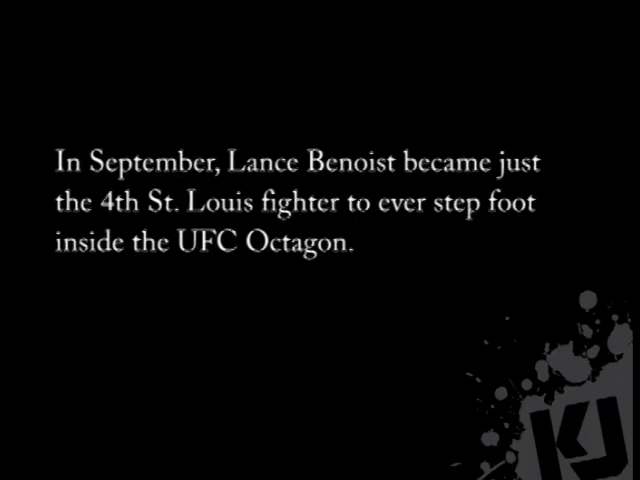 In September, Lance Benoist became just
the 4th St. Louis fighter to ever step foot
inside the UFC Octagon.
KJ